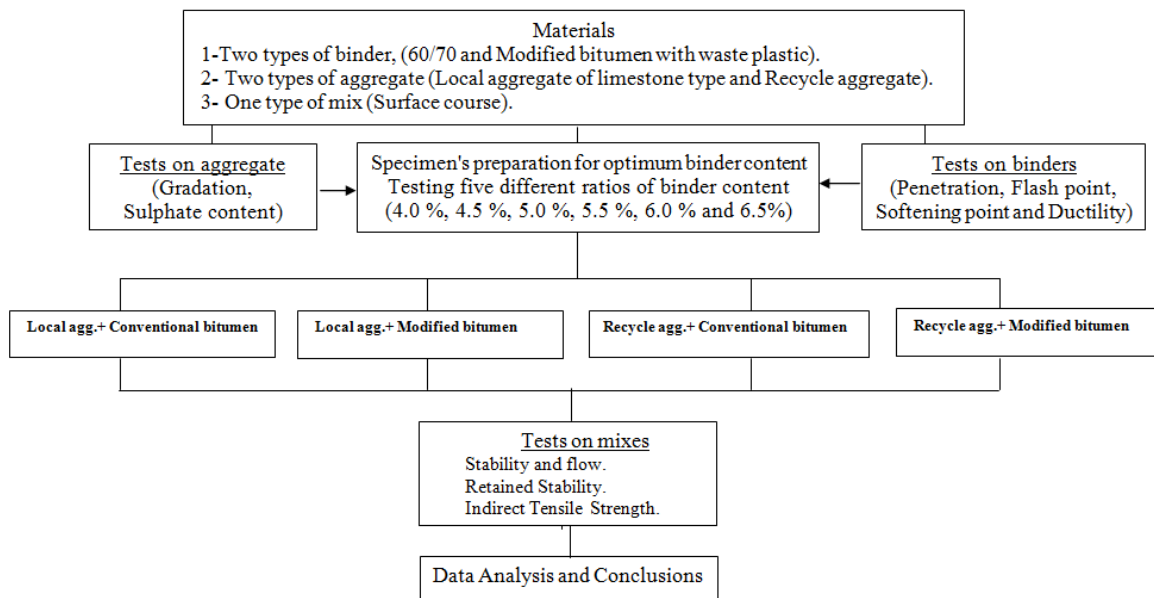 Materials
1-Two types of binder, (60/70 and Modified bitumen with waste plastic).
2- Two types of aggregate (Local aggregate of limestone type and Recycle aggregate).
3- One type of mix (Surface course).
Tests on aggregate
(Gradation,
Sulphate content)
Specimen's preparation for optimum binder content
Testing five different ratios of binder content
(4.0 %, 4.5 %, 5.0 %, 5.5 %, 6.0 % and 6.5%)
Tests on binders
(Penetration, Flash point,
Softening point and Ductility)
Local agg.+ Conventional bitumen
Local agg.+ Modified bitumen
Recycle agg.+ Conventional bitumen
Recycle agg.+ Modified bitumen
Tests on mixes
Stability and flow.
Retained Stability.
Indirect Tensile Strength.
Data Analysis and Conclusions